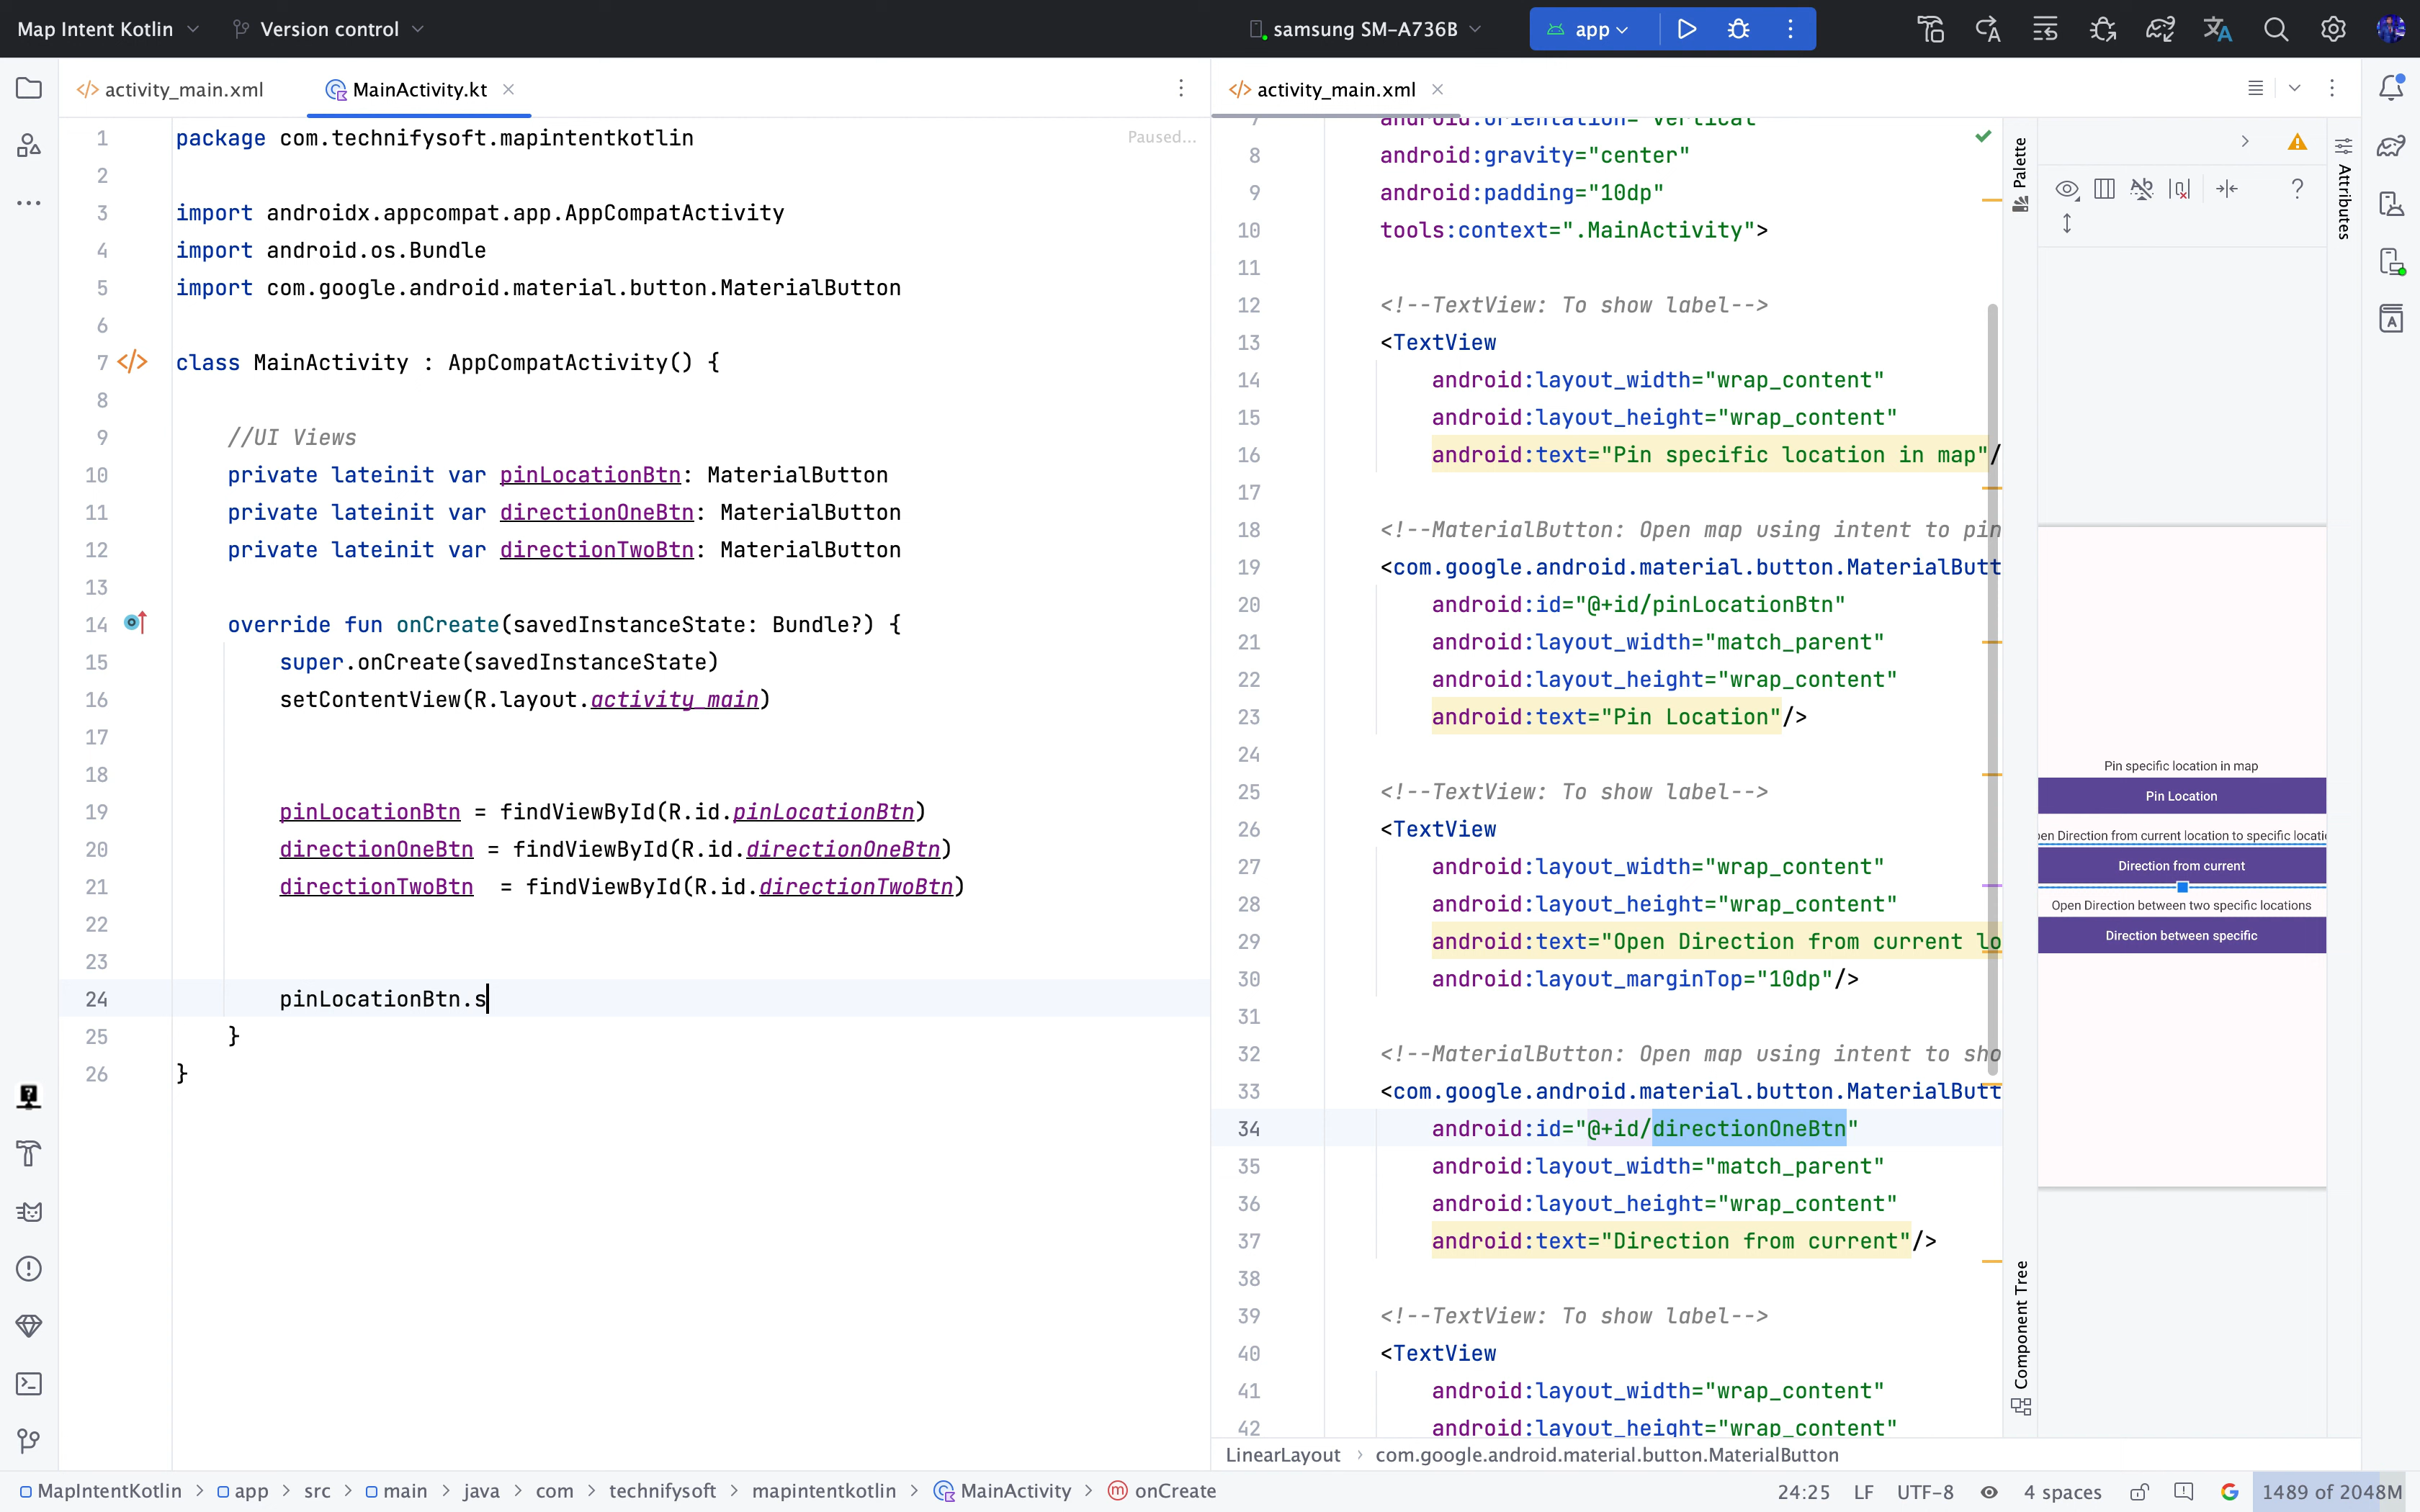 Map Intent Kotlin
Version control
samsung SM-A736B
app
activity_main.xml
MainActivity.kt
Paused...
1 package com.technifysoft.mapintentkotlin
2
3 import androidx.appcompat.app.AppCompatActivity
4 import android.os.Bundle
5 import com.google.android.material.button.MaterialButton
6
7 class MainActivity : AppCompatActivity() {
8
9 //UI Views
10 private lateinit var pinLocationBtn: MaterialButton
11 private lateinit var directionOneBtn: MaterialButton
12 private lateinit var directionTwoBtn: MaterialButton
13
14 override fun onCreate(savedInstanceState: Bundle?) {
15 super.onCreate(savedInstanceState)
16 setContentView(R.layout.activity_main)
17
18
19 pinLocationBtn = findViewById(R.id.pinLocationBtn)
20 directionOneBtn = findViewById(R.id.directionOneBtn)
21 directionTwoBtn  = findViewById(R.id.directionTwoBtn)
22
23
24 pinLocationBtn.s
25 }
26 }
activity_main.xml
7 android:orientation="vertical"
8 android:gravity="center"
9 android:padding="10dp"
10 tools:context=".MainActivity">
11
12 <!--TextView: To show label-->
13 <TextView
14 android:layout_width="wrap_content"
15 android:layout_height="wrap_content"
16 android:text="Pin specific location in map"/
17
18 <!--MaterialButton: Open map using intent to pin
19 <com.google.android.material.button.MaterialButt
20 android:id="@+id/pinLocationBtn"
21 android:layout_width="match_parent"
22 android:layout_height="wrap_content"
23 android:text="Pin Location"/>
24
25 <!--TextView: To show label-->
26 <TextView
27 android:layout_width="wrap_content"
28 android:layout_height="wrap_content"
29 android:text="Open Direction from current lo
30 android:layout_marginTop="10dp"/>
31
32 <!--MaterialButton: Open map using intent to sho
33 <com.google.android.material.button.MaterialButt
34 android:id="@+id/directionOneBtn"
35 android:layout_width="match_parent"
36 android:layout_height="wrap_content"
37 android:text="Direction from current"/>
38
39 <!--TextView: To show label-->
40 <TextView
41 android:layout_width="wrap_content"
42 android:layout_height="wrap_content"
LinearLayout > com.google.android.material.button.MaterialButton
Palette
Component Tree
Attributes
Pin specific location in map
Pin Location
en Direction from current location to specific locati
Direction from current
Open Direction between two specific locations
Direction between specific
MapIntentKotlin > app > src > main > java > com > technifysoft > mapintentkotlin > MainActivity > onCreate
24:25 LF UTF-8 4 spaces 1489 of 2048M